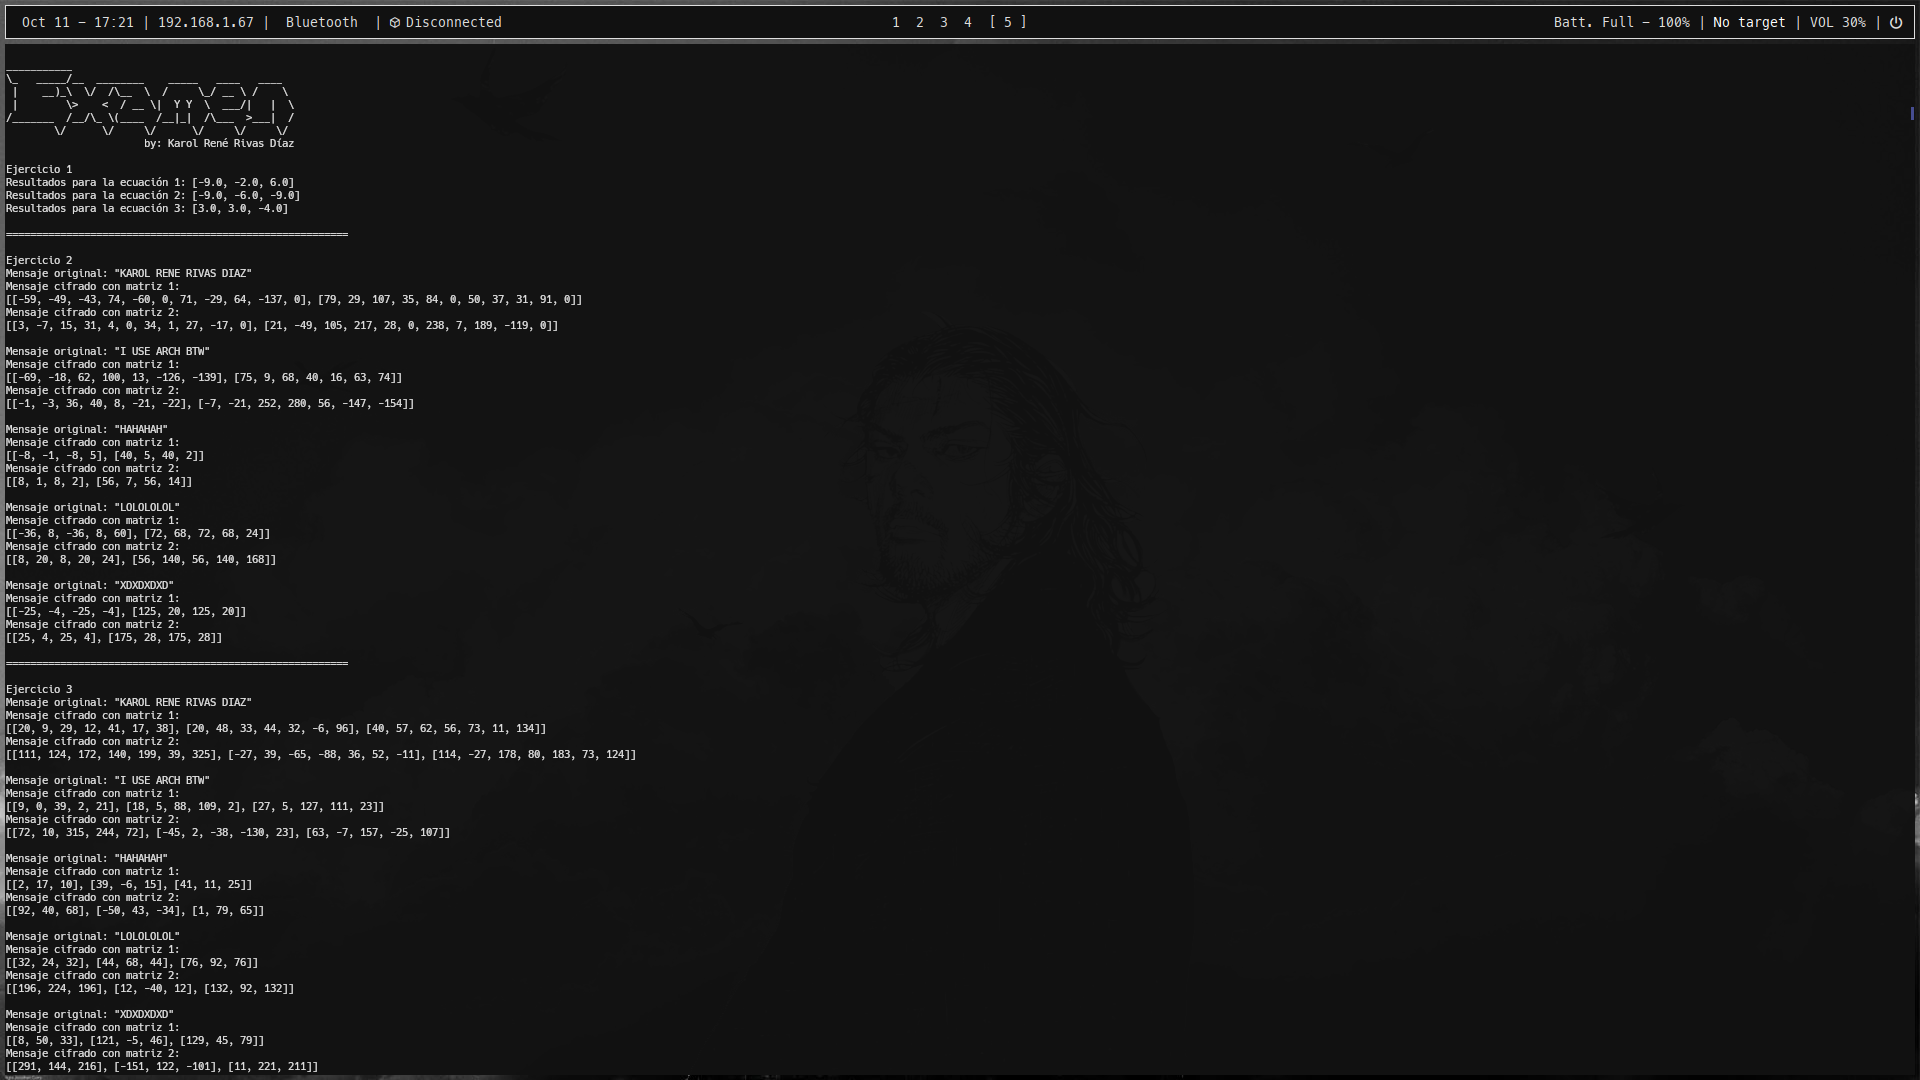 Oct 11 - 17:21 | 192.168.1.67 | Bluetooth | Disconnected 1 2 3 4 [ 5 ] Batt. Full - 100% | No target | VOL 30% |
___________
\_   _____/__  ________    _____   ____   ____
 |    __)_\  \/  /\__  \  /     \_/ __ \ /    \
 |        \>    <  / __ \|  Y Y  \  ___/|   |  \
/_______  /__/\_ \(____  /__|_|  /\___  >___|  /
        \/      \/     \/      \/     \/     \/
by: Karol René Rivas Díaz
Ejercicio 1
Resultados para la ecuación 1: [-9.0, -2.0, 6.0]
Resultados para la ecuación 2: [-9.0, -6.0, -9.0]
Resultados para la ecuación 3: [3.0, 3.0, -4.0]
=========================================================
Ejercicio 2
Mensaje original: "KAROL RENE RIVAS DIAZ"
Mensaje cifrado con matriz 1:
[[-59, -49, -43, 74, -60, 0, 71, -29, 64, -137, 0], [79, 29, 107, 35, 84, 0, 50, 37, 31, 91, 0]]
Mensaje cifrado con matriz 2:
[[3, -7, 15, 31, 4, 0, 34, 1, 27, -17, 0], [21, -49, 105, 217, 28, 0, 238, 7, 189, -119, 0]]
Mensaje original: "I USE ARCH BTW"
Mensaje cifrado con matriz 1:
[[-69, -18, 62, 100, 13, -126, -139], [75, 9, 68, 40, 16, 63, 74]]
Mensaje cifrado con matriz 2:
[[-1, -3, 36, 40, 8, -21, -22], [-7, -21, 252, 280, 56, -147, -154]]
Mensaje original: "HAHAHAH"
Mensaje cifrado con matriz 1:
[[-8, -1, -8, 5], [40, 5, 40, 2]]
Mensaje cifrado con matriz 2:
[[8, 1, 8, 2], [56, 7, 56, 14]]
Mensaje original: "LOLOLOLOL"
Mensaje cifrado con matriz 1:
[[-36, 8, -36, 8, 60], [72, 68, 72, 68, 24]]
Mensaje cifrado con matriz 2:
[[8, 20, 8, 20, 24], [56, 140, 56, 140, 168]]
Mensaje original: "XDXDXDXD"
Mensaje cifrado con matriz 1:
[[-25, -4, -25, -4], [125, 20, 125, 20]]
Mensaje cifrado con matriz 2:
[[25, 4, 25, 4], [175, 28, 175, 28]]
=========================================================
Ejercicio 3
Mensaje original: "KAROL RENE RIVAS DIAZ"
Mensaje cifrado con matriz 1:
[[20, 9, 29, 12, 41, 17, 38], [20, 48, 33, 44, 32, -6, 96], [40, 57, 62, 56, 73, 11, 134]]
Mensaje cifrado con matriz 2:
[[111, 124, 172, 140, 199, 39, 325], [-27, 39, -65, -88, 36, 52, -11], [114, -27, 178, 80, 183, 73, 124]]
Mensaje original: "I USE ARCH BTW"
Mensaje cifrado con matriz 1:
[[9, 0, 39, 2, 21], [18, 5, 88, 109, 2], [27, 5, 127, 111, 23]]
Mensaje cifrado con matriz 2:
[[72, 10, 315, 244, 72], [-45, 2, -38, -130, 23], [63, -7, 157, -25, 107]]
Mensaje original: "HAHAHAH"
Mensaje cifrado con matriz 1:
[[2, 17, 10], [39, -6, 15], [41, 11, 25]]
Mensaje cifrado con matriz 2:
[[92, 40, 68], [-50, 43, -34], [1, 79, 65]]
Mensaje original: "LOLOLOLOL"
Mensaje cifrado con matriz 1:
[[32, 24, 32], [44, 68, 44], [76, 92, 76]]
Mensaje cifrado con matriz 2:
[[196, 224, 196], [12, -40, 12], [132, 92, 132]]
Mensaje original: "XDXDXDXD"
Mensaje cifrado con matriz 1:
[[8, 50, 33], [121, -5, 46], [129, 45, 79]]
Mensaje cifrado con matriz 2:
[[291, 144, 216], [-151, 122, -101], [11, 221, 211]]